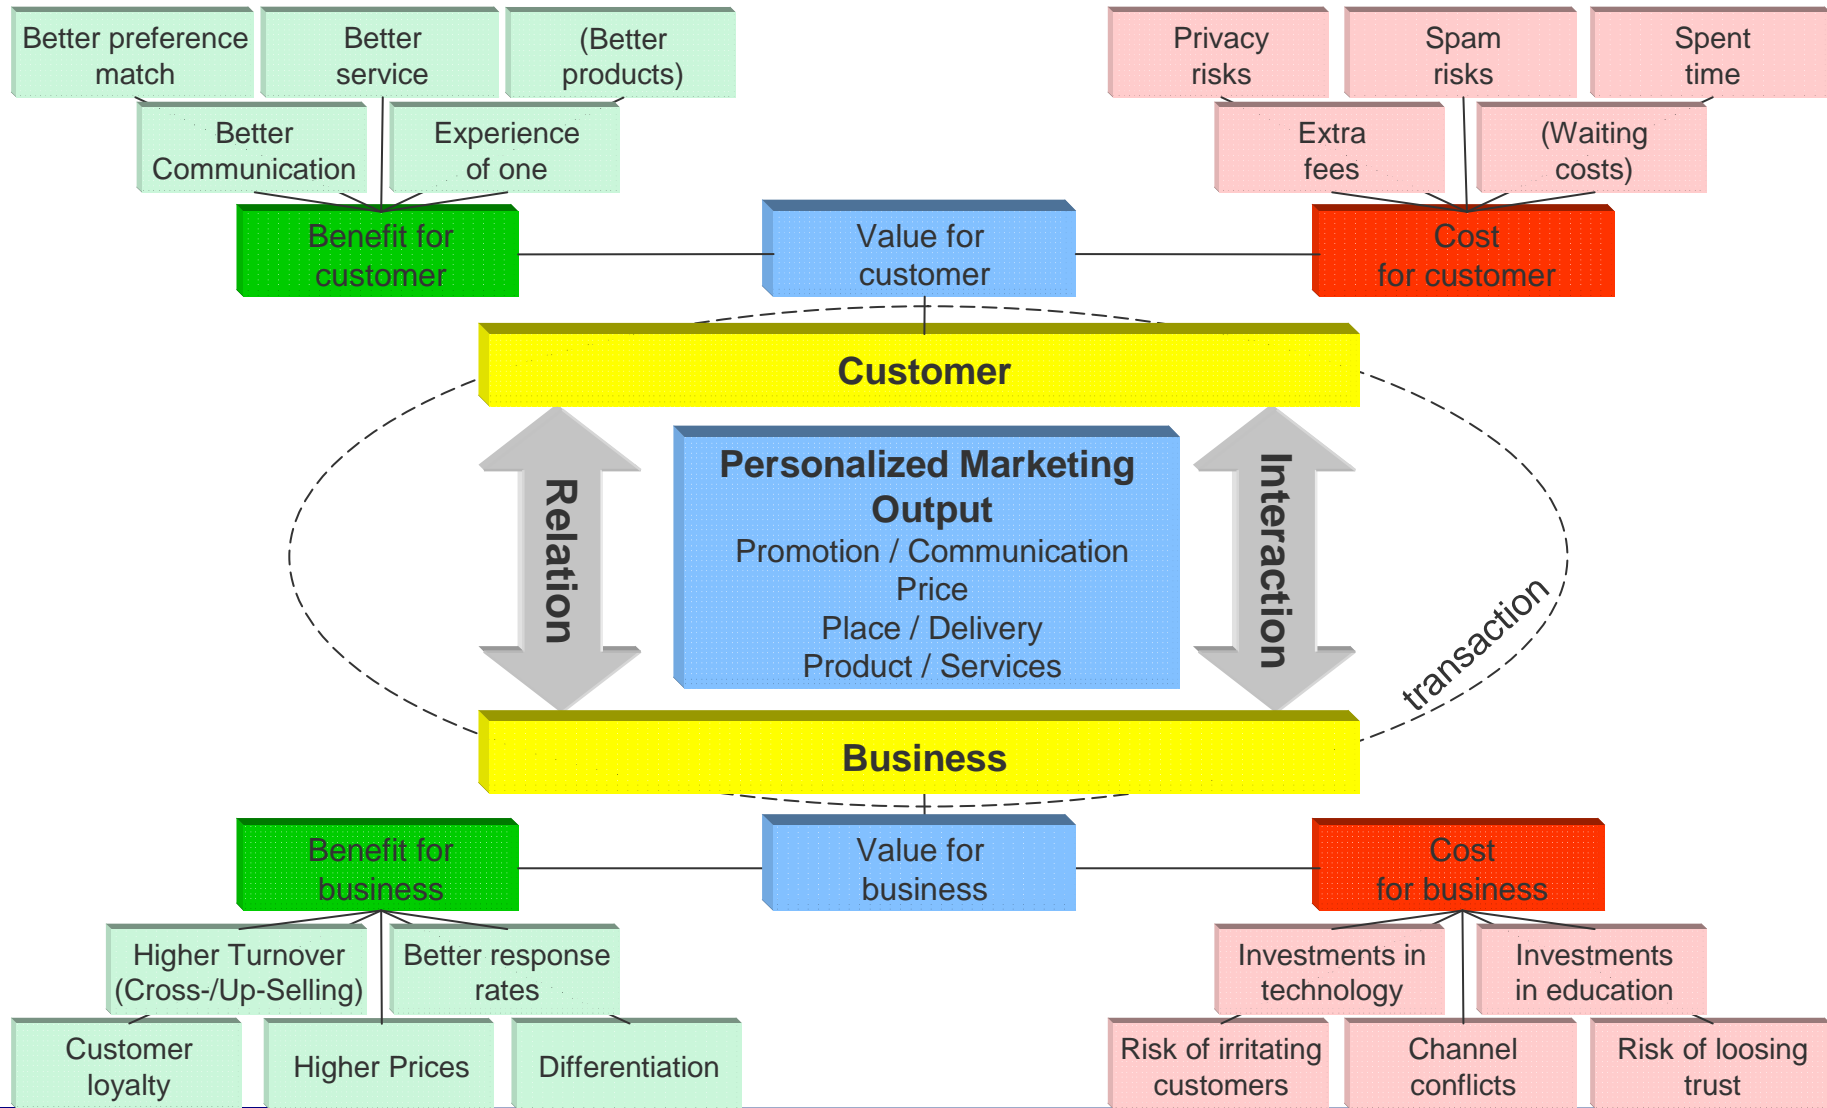 Better preference
match
Better
service
(Better
products)
Privacy
risks
Spam
risks
Spent
time
Better
Communication
Experience
of one
Extra
fees
(Waiting
costs)
Benefit for
customer
Value for
customer
Cost
for customer
Customer
Relation
Personalized Marketing
Output
Promotion / Communication
Price
Place / Delivery
Product / Services
Interaction
transaction
Business
Benefit for
business
Value for
business
Cost
for business
Higher Turnover
(Cross-/Up-Selling)
Better response
rates
Investments in
technology
Investments
in education
Customer
loyalty
Higher Prices
Differentiation
Risk of irritating
customers
Channel
conflicts
Risk of loosing
trust